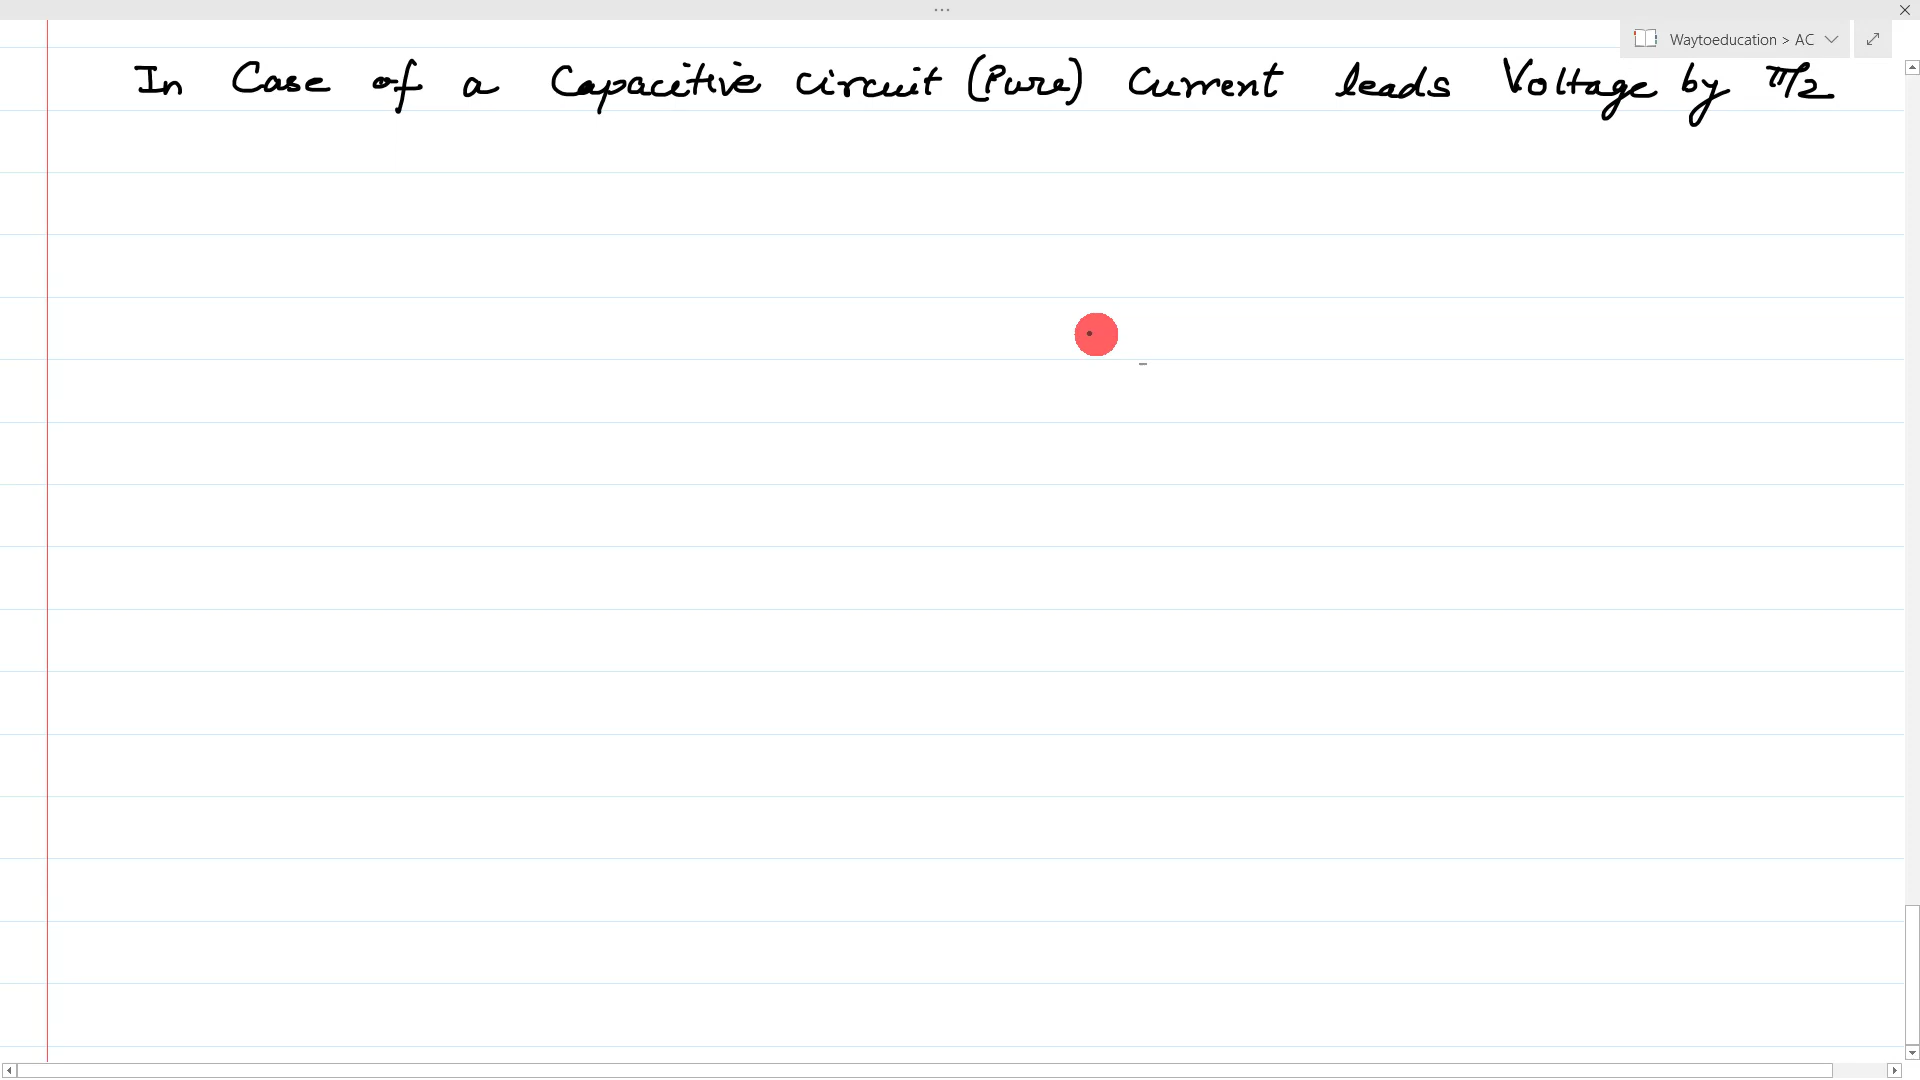 Waytoeducation > AC
In Case of a Capacitive circuit (Pure) Current leads Voltage by π/2